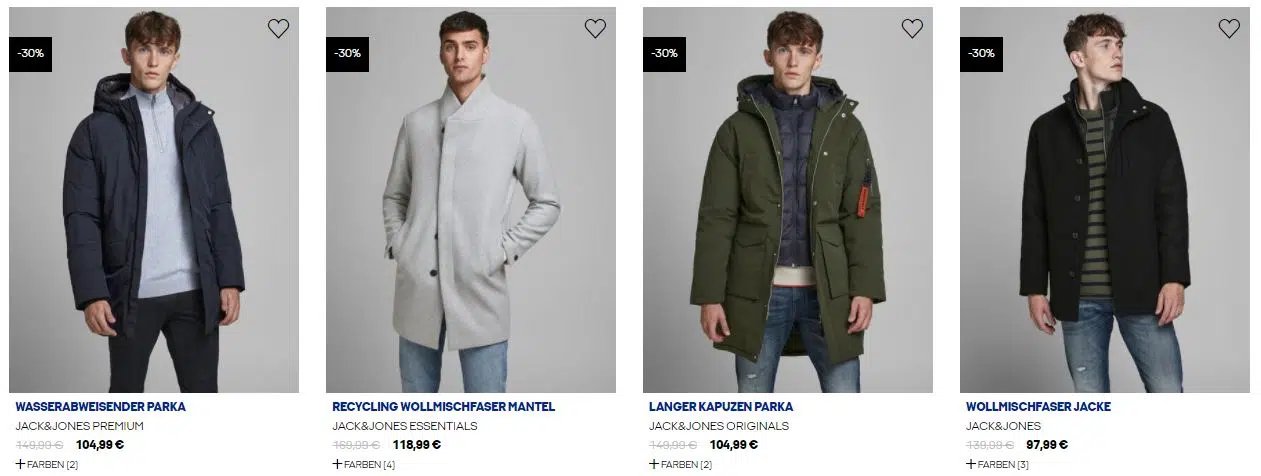 -30%
-30%
-30%
-30%
WASSERABWEISENDER PARKA
JACK&JONES PREMIUM
149,99 € 104,99 €
FARBEN (2)
RECYCLING WOLLMISCHFASER MANTEL
JACK&JONES ESSENTIALS
169,99 € 118,99 €
FARBEN (4)
LANGER KAPUZEN PARKA
JACK&JONES ORIGINALS
149,99 € 104,99 €
FARBEN (2)
WOLLMISCHFASER JACKE
JACK&JONES
139,99 € 97,99 €
FARBEN (3)